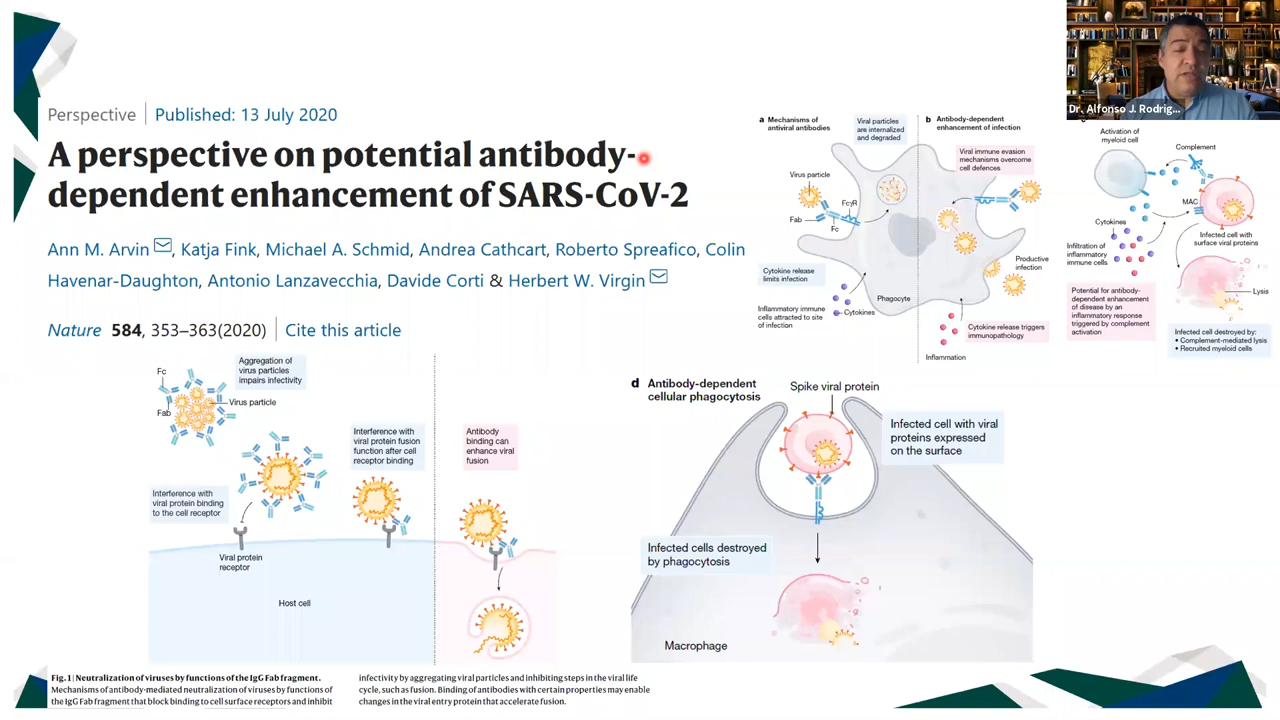 Dr. Alfonso J. Rodrig...
Perspective
Published: 13 July 2020
A perspective on potential antibody-
dependent enhancement of SARS-CoV-2
Ann M. Arvin, Katja Fink, Michael A. Schmid, Andrea Cathcart, Roberto Spreafico, Colin
Havenar-Daughton, Antonio Lanzavecchia, Davide Corti & Herbert W. Virgin
Nature 584, 353–363(2020)
Cite this article
a Mechanisms of
antiviral antibodies
Viral particles
are internalized
and degraded
Virus particle
Fab
FcγR
Fc
Cytokine release
limits infection
Inflammatory immune
cells attracted to site
of infection
Cytokines
Phagocyte
b Antibody-dependent
enhancement of infection
Viral immune evasion
mechanisms overcome
cell defences
Productive
infection
Cytokine release triggers
immunopathology
Inflammation
Activation of
myeloid cell
Complement
MAC
Cytokines
Infiltration of
inflammatory
immune cells
Infected cell with
surface viral proteins
Lysis
Potential for antibody-
dependent enhancement
of disease by an
inflammatory response
triggered by complement
activation
Infected cell destroyed by:
• Complement-mediated lysis
• Recruited myeloid cells
Fc
Fab
Aggregation of
virus particles
impairs infectivity
Virus particle
Interference with
viral protein binding
to the cell receptor
Interference with
viral protein fusion
function after cell
receptor binding
Antibody
binding can
enhance viral
fusion
Viral protein
receptor
Host cell
d Antibody-dependent
cellular phagocytosis
Spike viral protein
Infected cell with viral
proteins expressed
on the surface
Infected cells destroyed
by phagocytosis
Macrophage
Fig. 1 | Neutralization of viruses by functions of the IgG Fab fragment.
Mechanisms of antibody-mediated neutralization of viruses by functions of
the IgG Fab fragment that block binding to cell surface receptors and inhibit
infectivity by aggregating viral particles and inhibiting steps in the viral life
cycle, such as fusion. Binding of antibodies with certain properties may enable
changes in the viral entry protein that accelerate fusion.